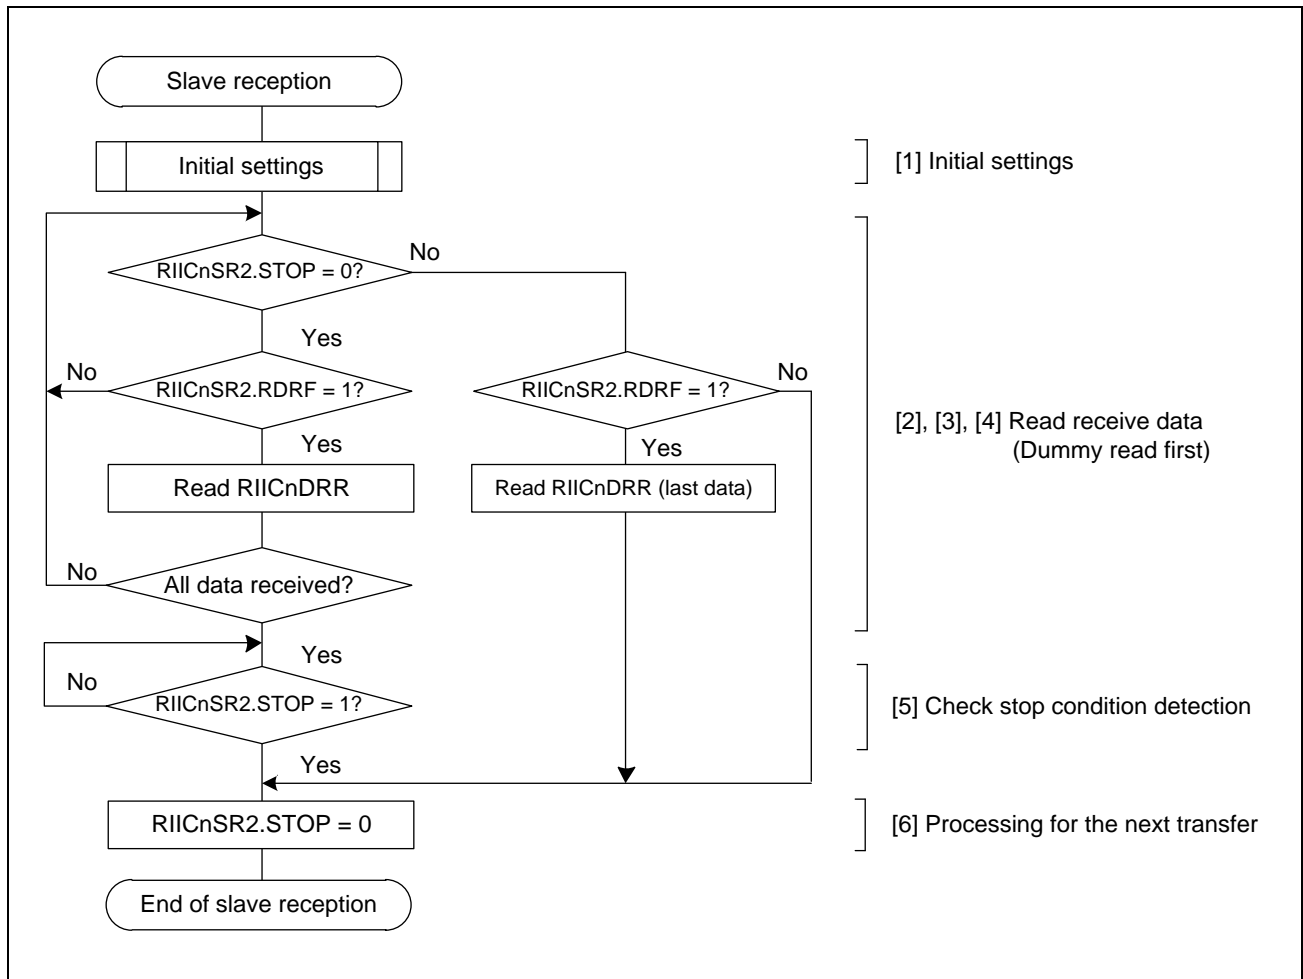 Slave reception
Initial settings
[1] Initial settings
RIICnSR2.STOP = 0?
No
Yes
No
RIICnSR2.RDRF = 1?
RIICnSR2.RDRF = 1?
No
Yes
Yes
[2], [3], [4] Read receive data
(Dummy read first)
Read RIICnDRR
Read RIICnDRR (last data)
No
All data received?
Yes
No
RIICnSR2.STOP = 1?
[5] Check stop condition detection
Yes
RIICnSR2.STOP = 0
[6] Processing for the next transfer
End of slave reception